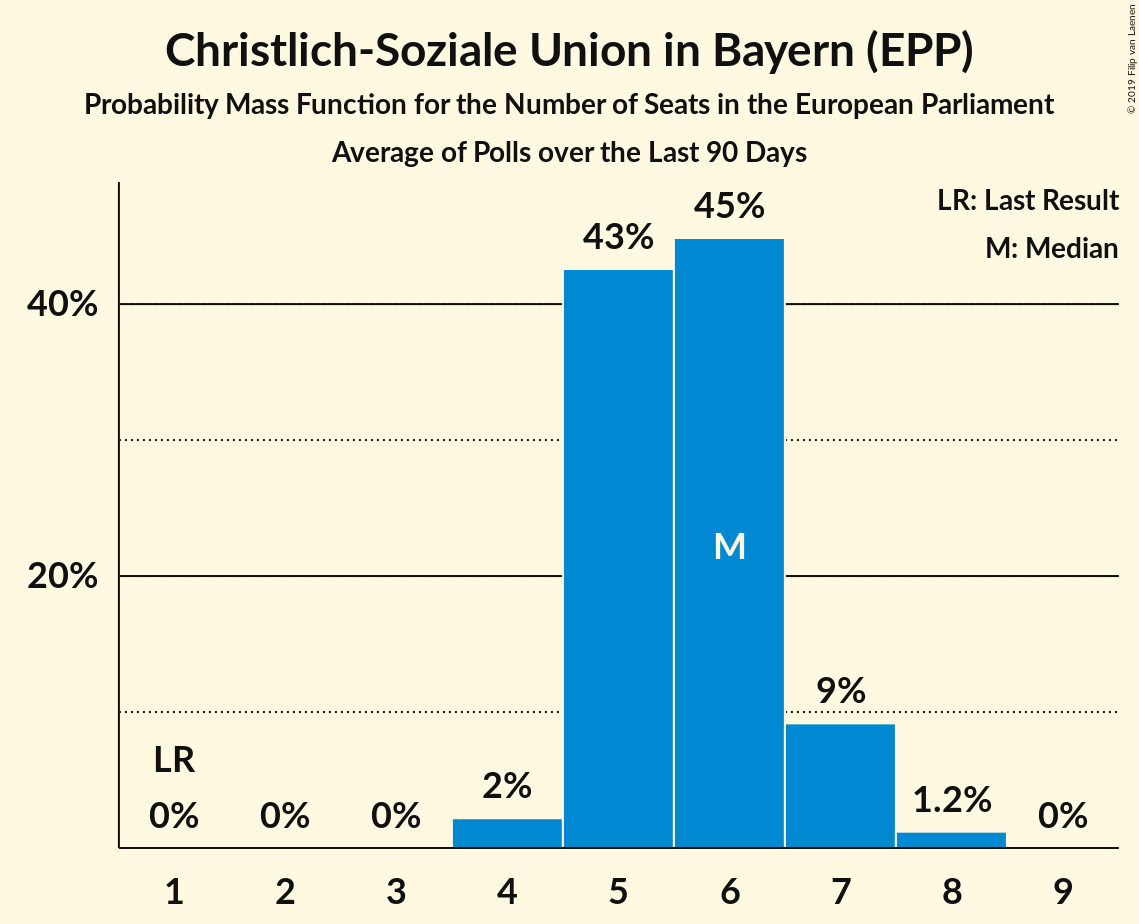 Christlich-Soziale Union in Bayern (EPP)
Probability Mass Function for the Number of Seats in the European Parliament
Average of Polls over the Last 90 Days
© 2019 Filip van Laenen
LR: Last Result
M: Median
40%
20%
LR
0%
0%
0%
2%
43%
45%
M
9%
1.2%
0%
1 2 3 4 5 6 7 8 9